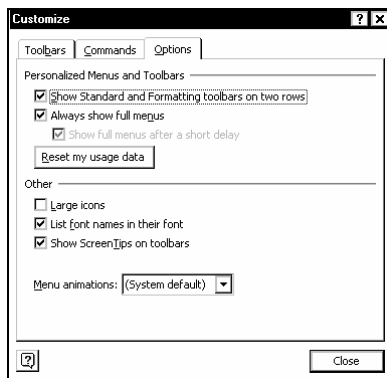 Customize
Toolbars Commands Options
Personalized Menus and Toolbars
Show Standard and Formatting toolbars on two rows
Always show full menus
Show full menus after a short delay
Reset my usage data
Other
Large icons
List font names in their font
Show ScreenTips on toolbars
Menu animations: (System default)
Close